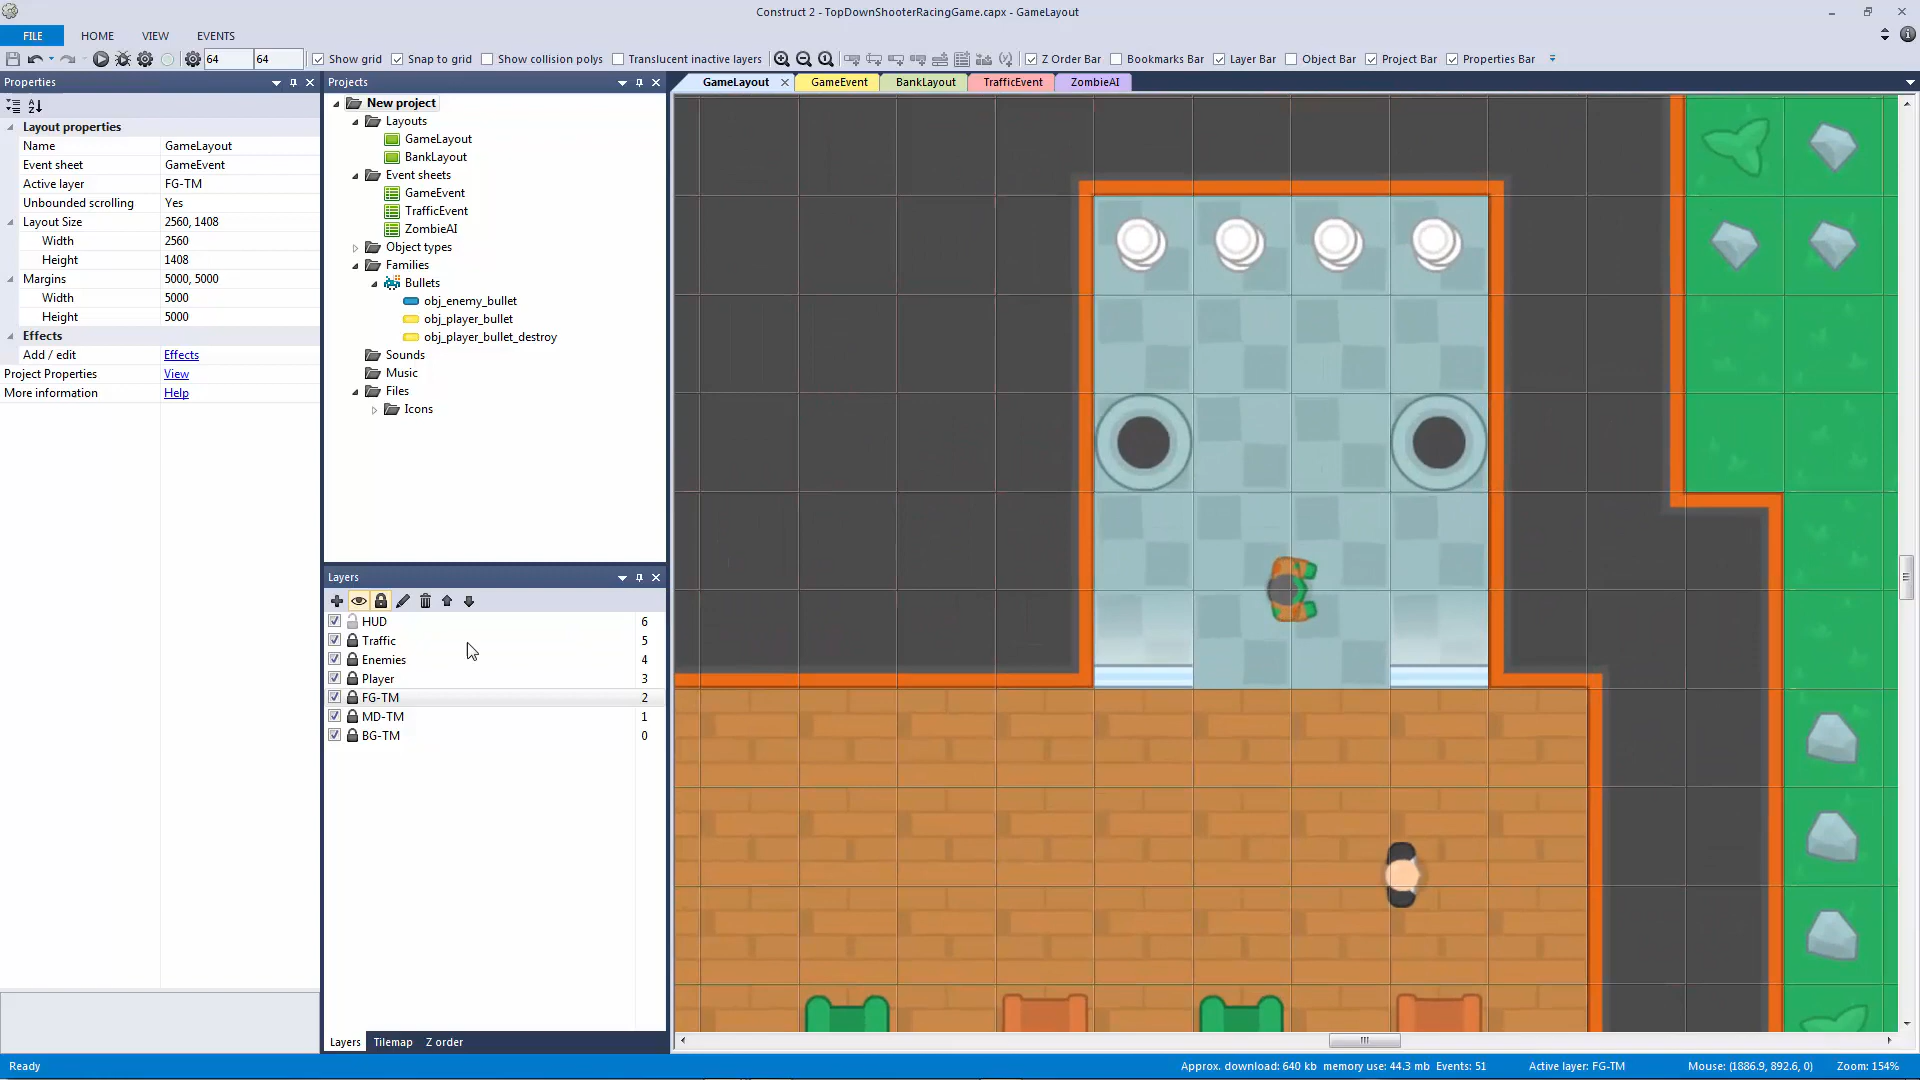 Construct 2 - TopDownShooterRacingGame.capx - GameLayout
FILE HOME VIEW EVENTS
64 64 Show grid Snap to grid Show collision polys Translucent inactive layers Z Order Bar Bookmarks Bar Layer Bar Object Bar Project Bar Properties Bar
Properties
Layout properties
Name GameLayout
Event sheet GameEvent
Active layer FG-TM
Unbounded scrolling Yes
Layout Size 2560, 1408
Width 2560
Height 1408
Margins 5000, 5000
Width 5000
Height 5000
Effects
Add / edit Effects
Project Properties View
More information Help
Projects
New project
Layouts
GameLayout
BankLayout
Event sheets
GameEvent
TrafficEvent
ZombieAI
Object types
Families
Bullets
obj_enemy_bullet
obj_player_bullet
obj_player_bullet_destroy
Sounds
Music
Files
Icons
Layers
HUD 6
Traffic 5
Enemies 4
Player 3
FG-TM 2
MD-TM 1
BG-TM 0
Layers Tilemap Z order
GameLayout GameEvent BankLayout TrafficEvent ZombieAI
Ready Approx. download: 640 kb memory use: 44.3 mb Events: 51 Active layer: FG-TM Mouse: (1886.9, 892.6, 0) Zoom: 154%